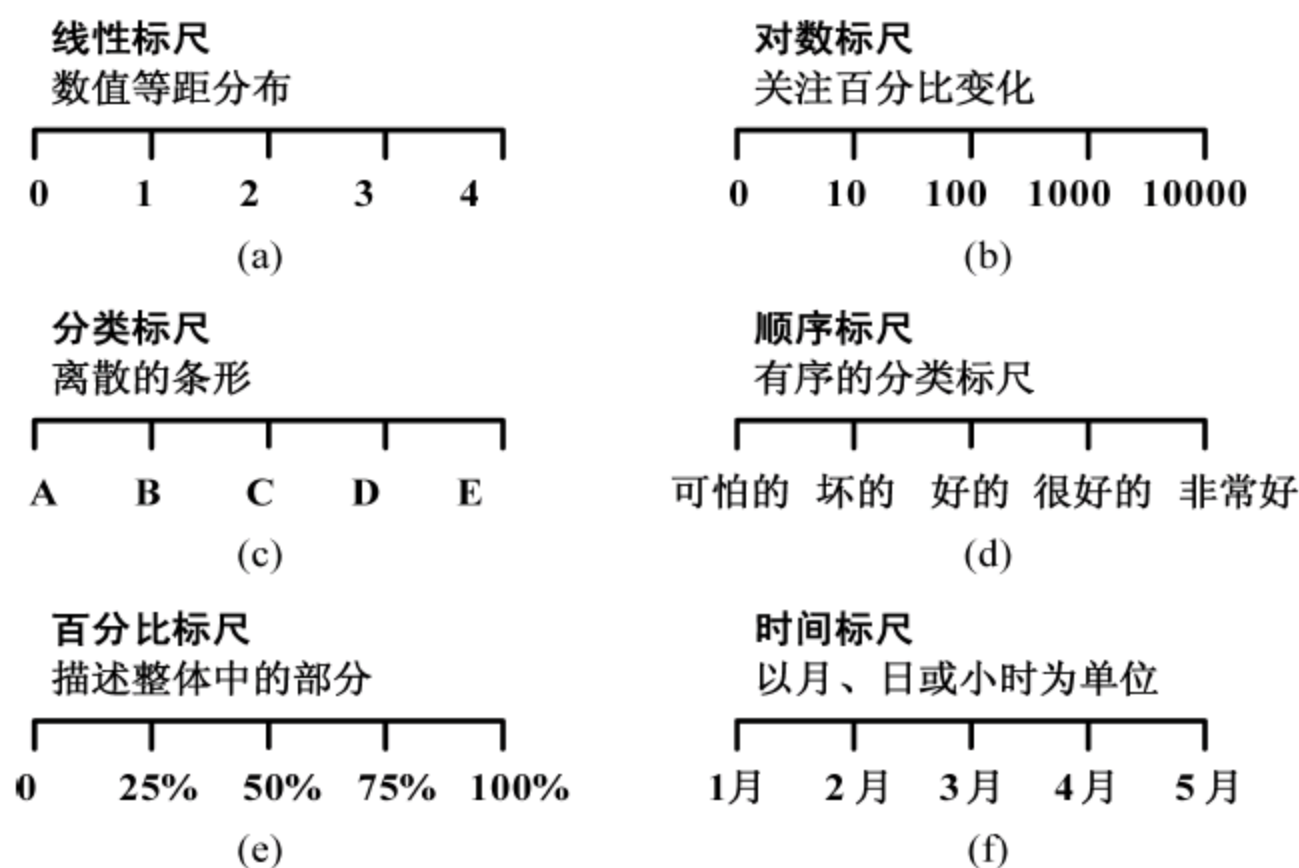 线性标尺
数值等距分布
0 1 2 3 4
(a)
对数标尺
关注百分比变化
0 10 100 1000 10000
(b)
分类标尺
离散的条形
A B C D E
(c)
顺序标尺
有序的分类标尺
可怕的 坏的 好的 很好的 非常好
(d)
百分比标尺
描述整体中的部分
0 25% 50% 75% 100%
(e)
时间标尺
以月、日或小时为单位
1月 2月 3月 4月 5月
(f)